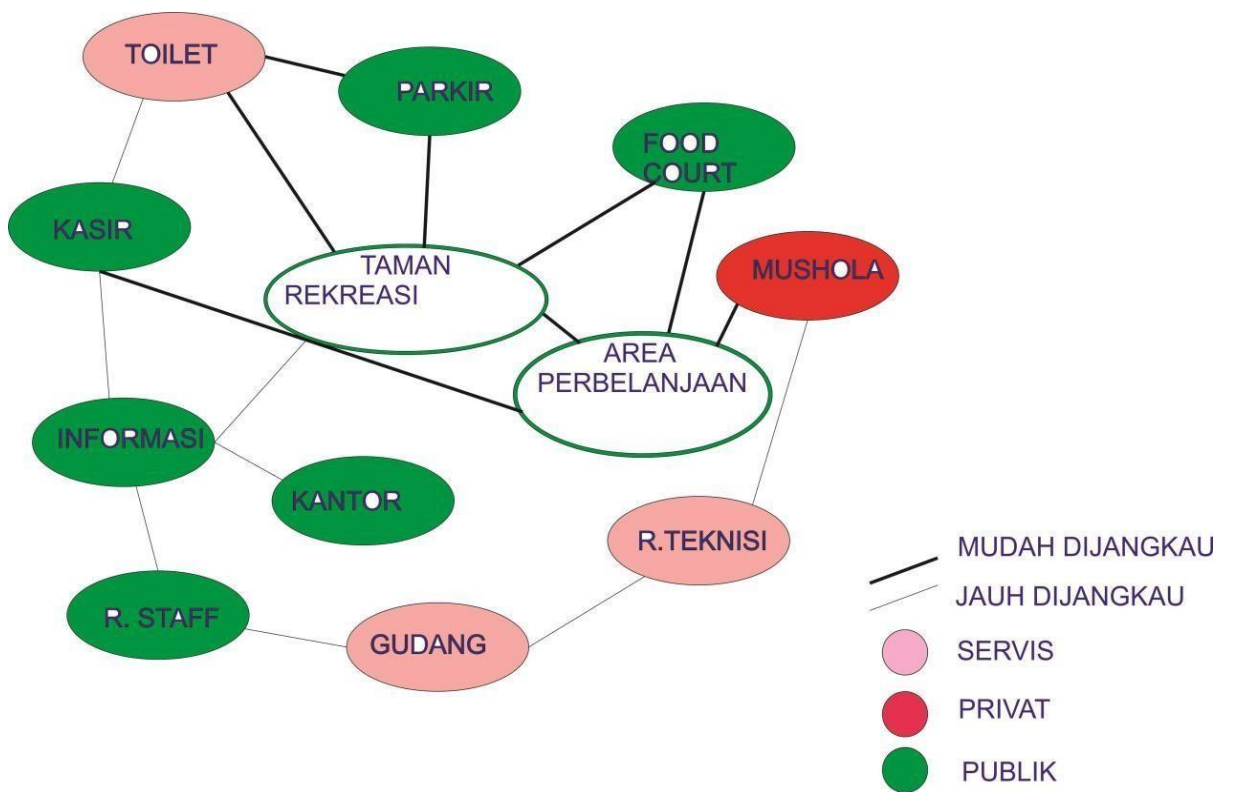 TOILET
PARKIR
FOOD
COURT
KASIR
TAMAN
REKREASI
MUSHOLA
AREA
PERBELANJAAN
INFORMASI
KANTOR
R.TEKNISI
R. STAFF
GUDANG
MUDAH DIJANGKAU
JAUH DIJANGKAU
SERVIS
PRIVAT
PUBLIK